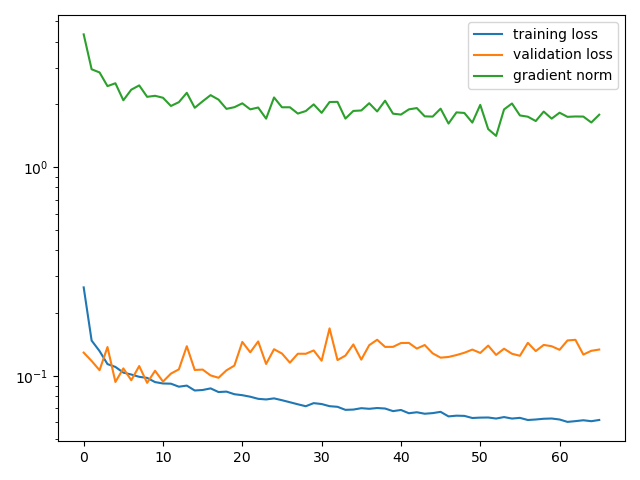 training loss
validation loss
gradient norm
10⁰
10⁻¹
0 10 20 30 40 50 60